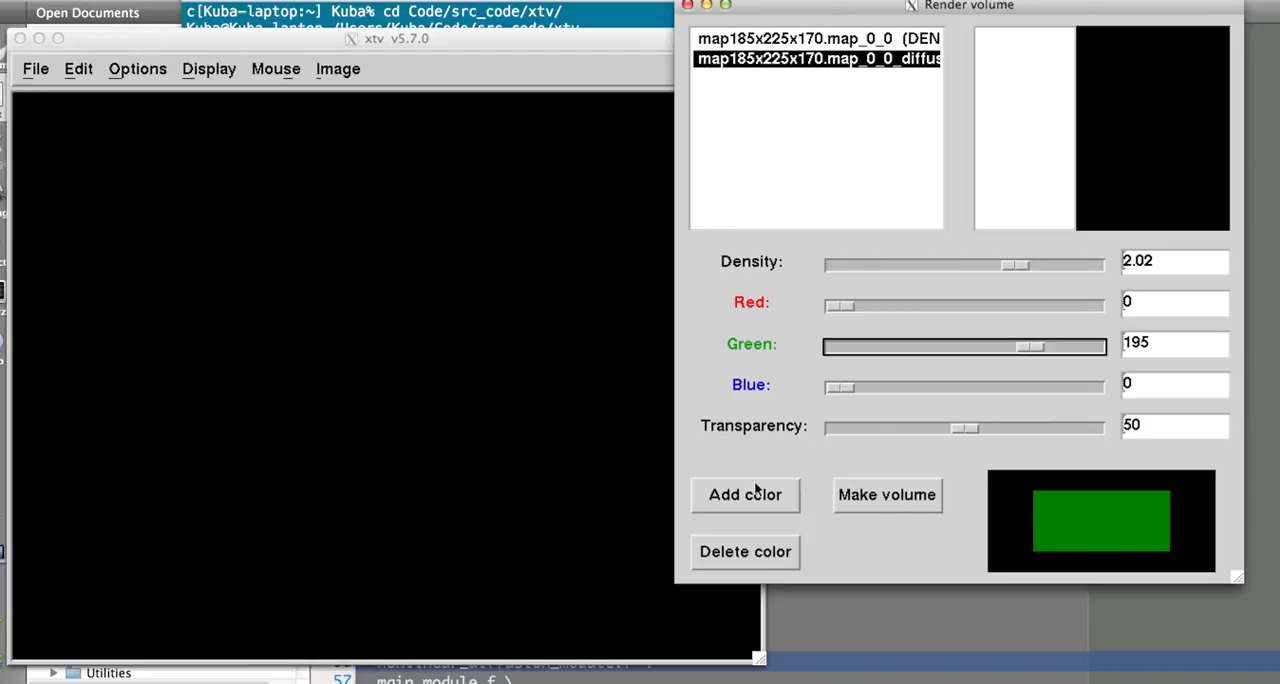 Open Documents
c[Kuba-laptop:~] Kuba% cd Code/src_code/xtv/
xtv v5.7.0
File Edit Options Display Mouse Image
Render volume
map185x225x170.map_0_0 (DEN
map185x225x170.map_0_0_diffus
Density: 2.02
Red: 0
Green: 195
Blue: 0
Transparency: 50
Add color Make volume
Delete color
Utilities
57 main_module.f \